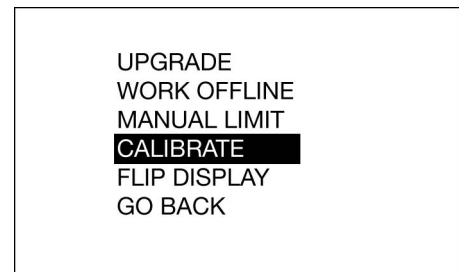 UPGRADE
WORK OFFLINE
MANUAL LIMIT
CALIBRATE
FLIP DISPLAY
GO BACK